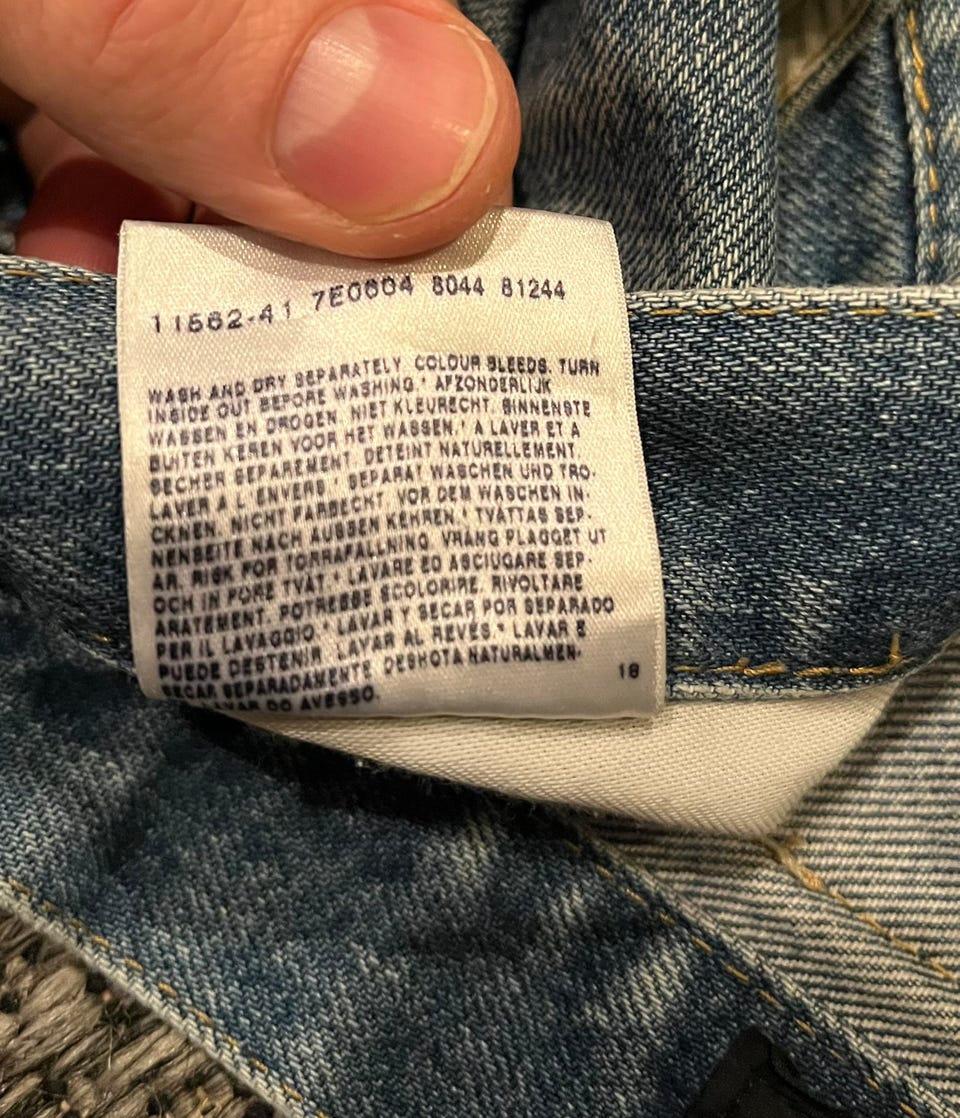 11562-41 7E0604 8044 81244
WASH AND DRY SEPARATELY COLOUR BLEEDS. TURN
INSIDE OUT BEFORE WASHING.* AFZONDERLIJK
WASSEN EN DROGEN. NIET KLEURECHT. BINNENSTE
BUITEN KEREN VOOR HET WASSEN.* A LAVER ET A
SECHER SEPAREMENT. DETEINT NATURELLEMENT.
LAVER A L'ENVERS.* SEPARAT WASCHEN UND TRO-
CKNEN. NICHT FARBECHT. VOR DEM WASCHEN IN-
NENSEITE NACH AUSSEN KEHREN.* TVATTAS SEP-
AR. RISK FOR TORRAFALLNING. VRANG PLAGGET UT
OCH IN FORE TVAT.* LAVARE ED ASCIUGARE SEP-
ARATEMENT. POTREBBE SCOLORIRE. RIVOLTARE
PER IL LAVAGGIO.* LAVAR Y SECAR POR SEPARADO
PUEDE DESTENIR. LAVAR AL REVES.* LAVAR E
SECAR SEPARADAMENTE. DESBOTA NATURALMEN-
LAVAR DO AVESSO.
18